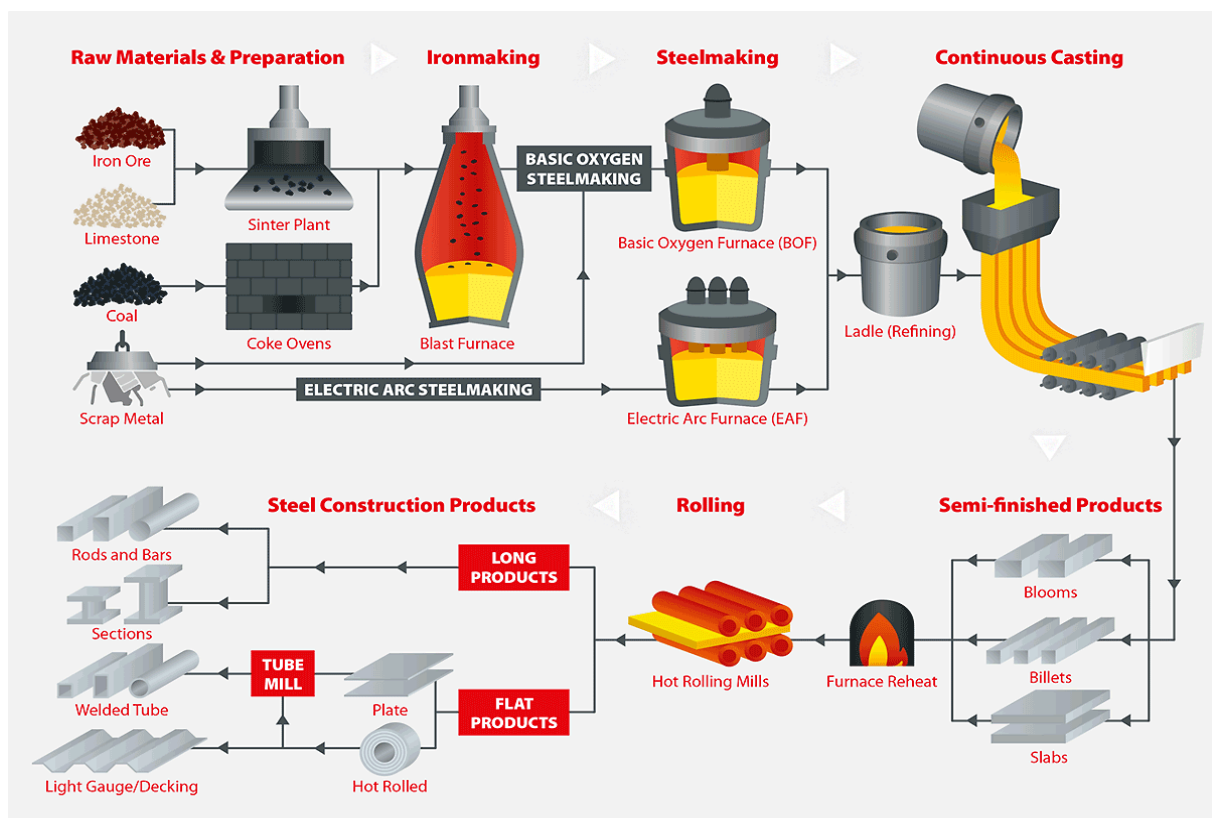 Raw Materials & Preparation
Ironmaking
Steelmaking
Continuous Casting
Iron Ore
Limestone
Coal
Scrap Metal
Sinter Plant
Coke Ovens
Blast Furnace
BASIC OXYGEN
STEELMAKING
ELECTRIC ARC STEELMAKING
Basic Oxygen Furnace (BOF)
Electric Arc Furnace (EAF)
Ladle (Refining)
Steel Construction Products
Rolling
Semi-finished Products
Rods and Bars
Sections
Welded Tube
Light Gauge/Decking
LONG
PRODUCTS
TUBE
MILL
Plate
FLAT
PRODUCTS
Hot Rolled
Hot Rolling Mills
Furnace Reheat
Blooms
Billets
Slabs